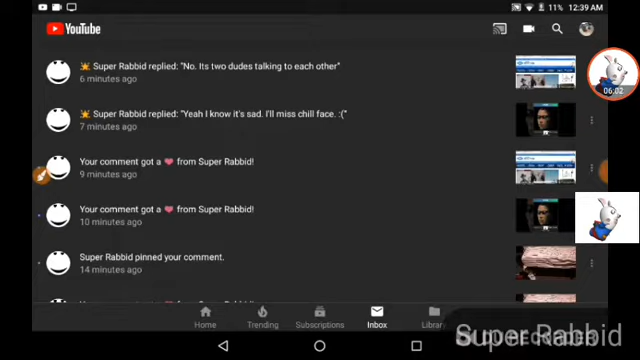 11% 12:39 AM
YouTube
Super Rabbid replied: "No. Its two dudes talking to each other"
6 minutes ago
06:02
Super Rabbid replied: "Yeah I know it's sad. I'll miss chill face. :("
7 minutes ago
Your comment got a ❤ from Super Rabbid!
9 minutes ago
Your comment got a ❤ from Super Rabbid!
10 minutes ago
Super Rabbid pinned your comment.
14 minutes ago
Home Trending Subscriptions Inbox Library
Super Rabbid